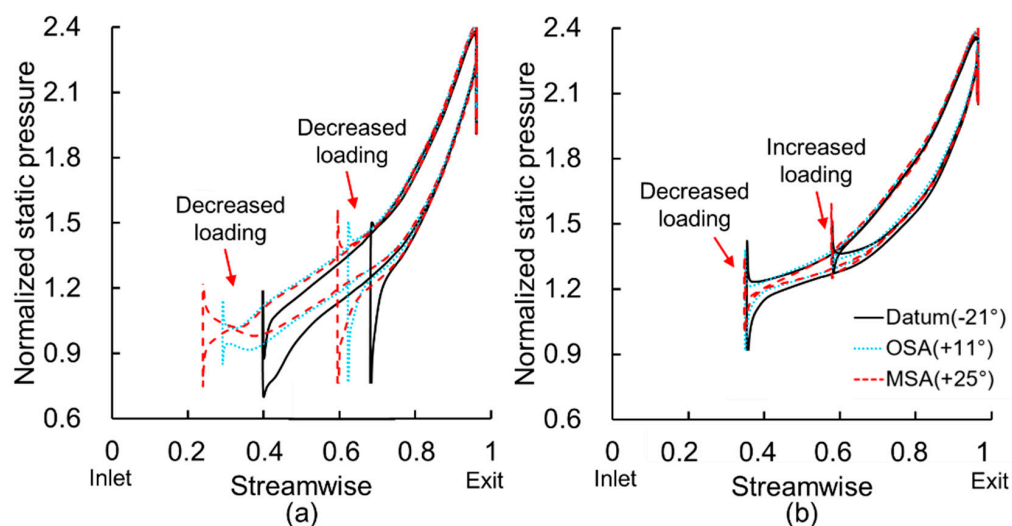 2.4
2.1
1.8
1.5
1.2
0.9
0.6
Normalized static pressure
Decreased
loading
Decreased
loading
0 0.2 0.4 0.6 0.8 1
Inlet Streamwise Exit
(a)
2.4
2.1
1.8
1.5
1.2
0.9
0.6
Normalized static pressure
Increased
loading
Decreased
loading
Datum(-21°)
OSA(+11°)
MSA(+25°)
0 0.2 0.4 0.6 0.8 1
Inlet Streamwise Exit
(b)